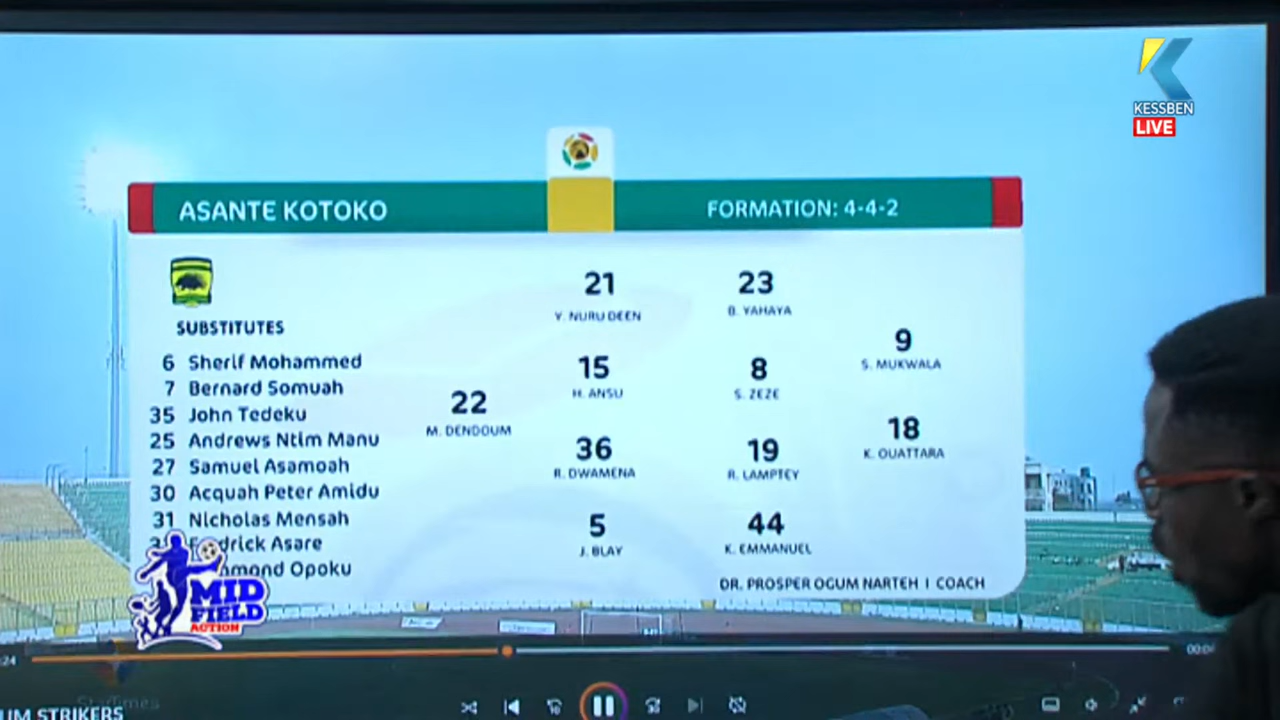 KESSBEN
LIVE
ASANTE KOTOKO
FORMATION: 4-4-2
SUBSTITUTES
6 Sherif Mohammed
7 Bernard Somuah
35 John Tedeku
25 Andrews Ntim Manu
27 Samuel Asamoah
30 Acquah Peter Amidu
31 Nicholas Mensah
Asare
Opoku
22
M. DENDOUM
21
Y. NURU DEEN
15
H. ANSU
36
R. DWAMENA
5
J. BLAY
23
B. YAHAYA
8
S. ZEZE
19
R. LAMPTEY
44
K. EMMANUEL
9
S. MUKWALA
18
K. OUATTARA
DR. PROSPER OGUM NARTEH I COACH
MID
FIELD
ACTION
StarTimes
UM STRIKERS